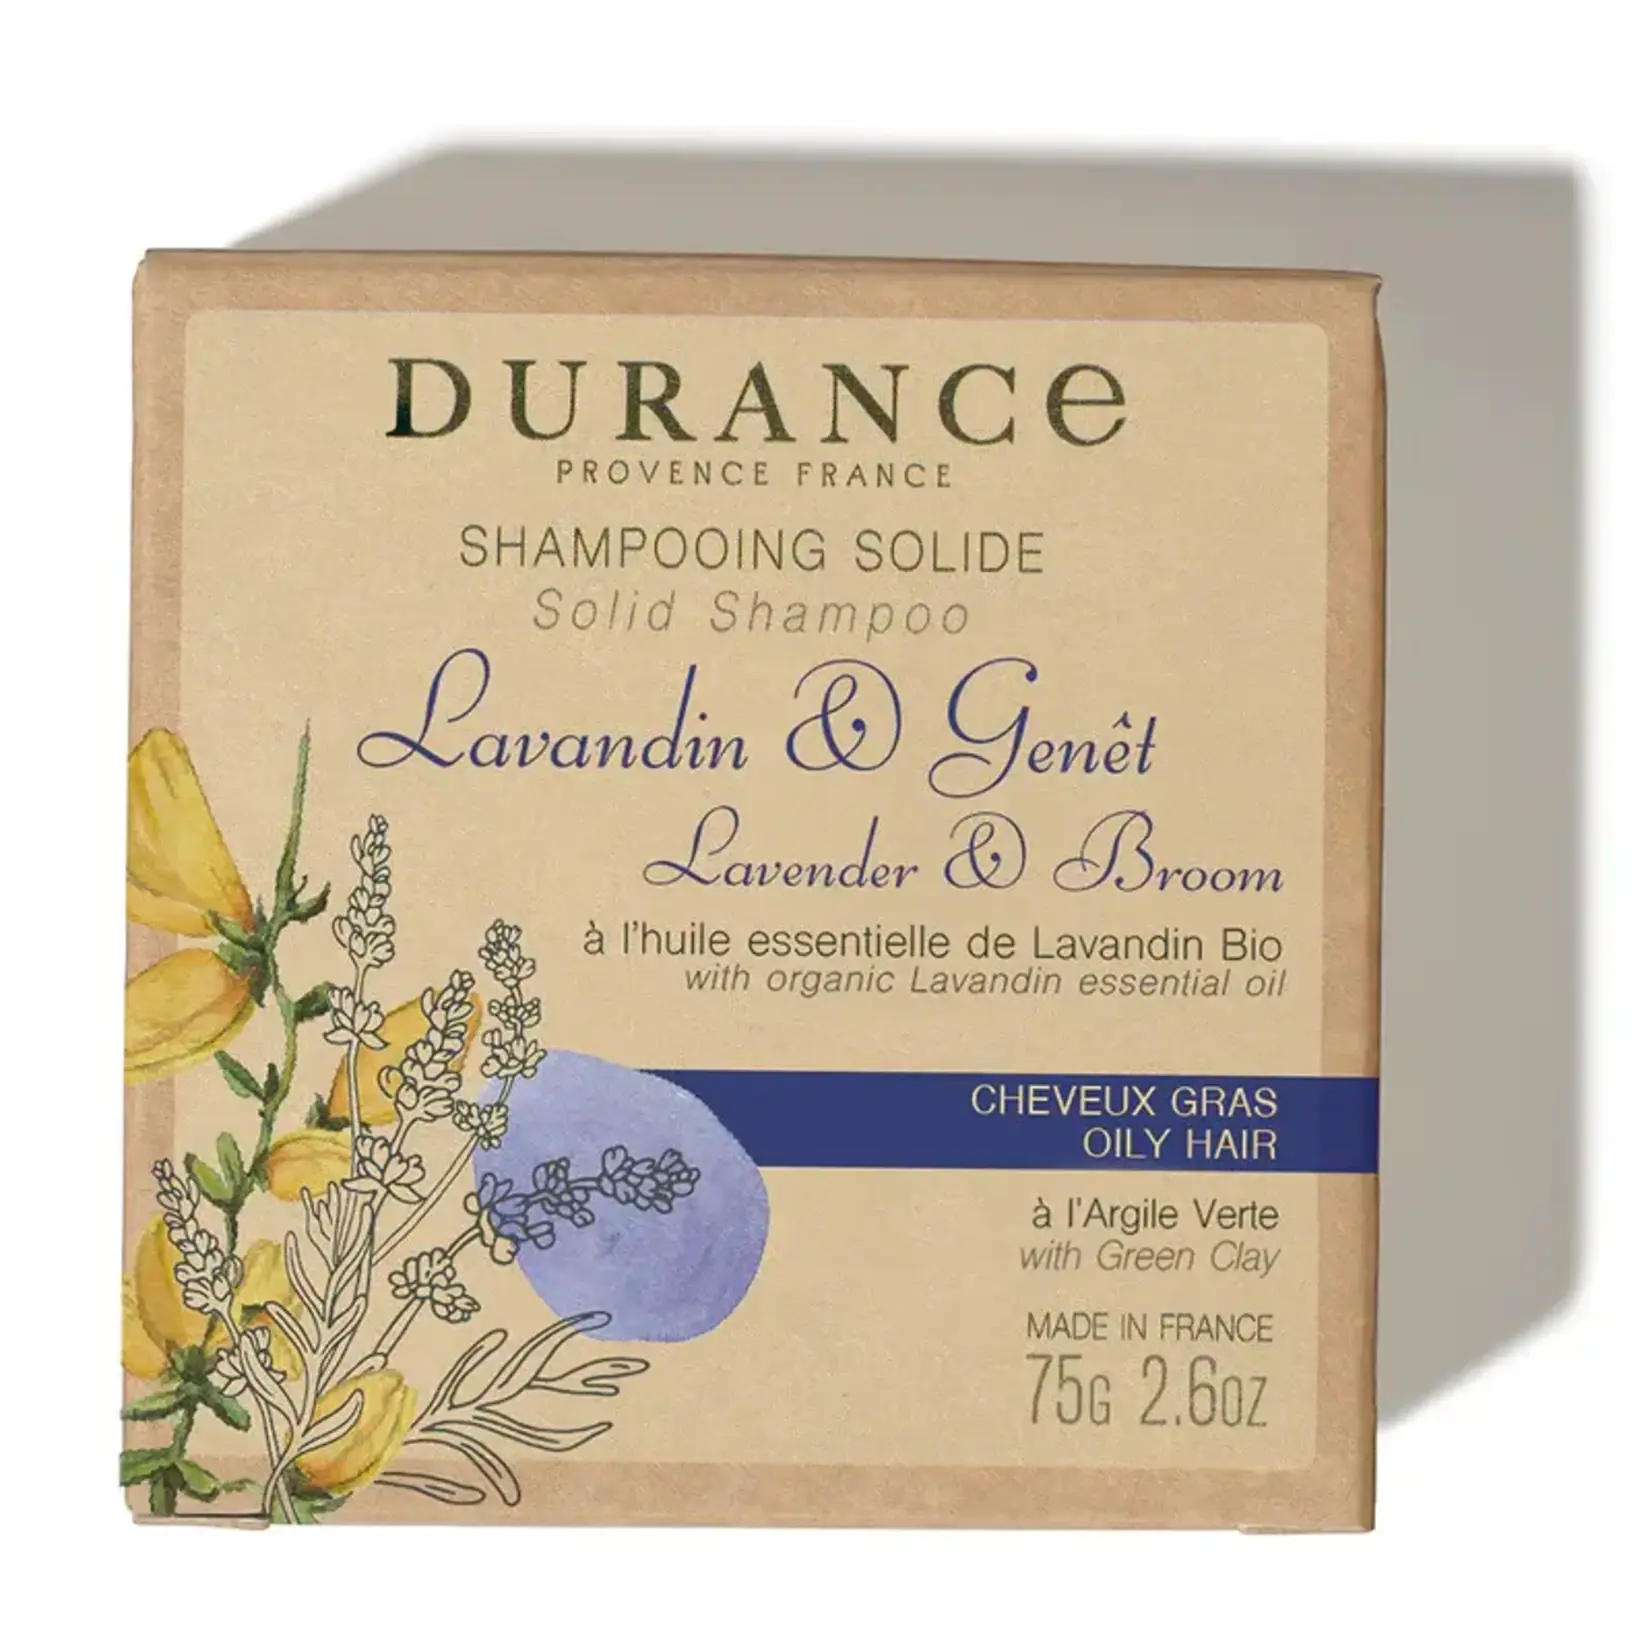 DURANCe
PROVENCE FRANCE
SHAMPOOING SOLIDE
Solid Shampoo
Lavandin & Genêt
Lavender & Broom
à l'huile essentielle de Lavandin Bio
with organic Lavandin essential oil
CHEVEUX GRAS
OILY HAIR
à l'Argile Verte
with Green Clay
MADE IN FRANCE
75G 2.6OZ